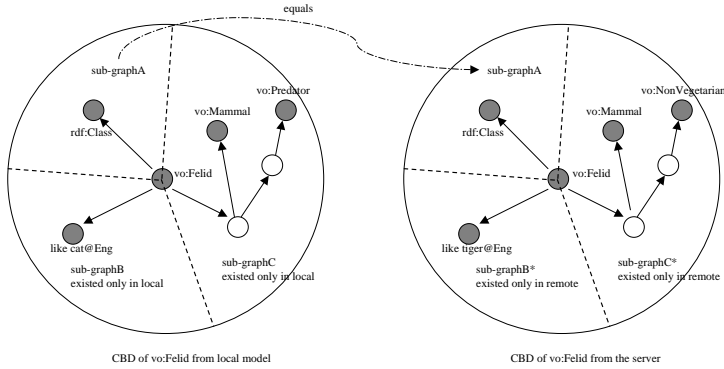 equals
sub-graphA
vo:Predator
vo:Mammal
rdf:Class
vo:Felid
like cat@Eng
sub-graphB
existed only in local
sub-graphC
existed only in local
CBD of vo:Felid from local model
sub-graphA
vo:NonVegetarian
vo:Mammal
rdf:Class
vo:Felid
like tiger@Eng
sub-graphB*
existed only in remote
sub-graphC*
existed only in remote
CBD of vo:Felid from the server